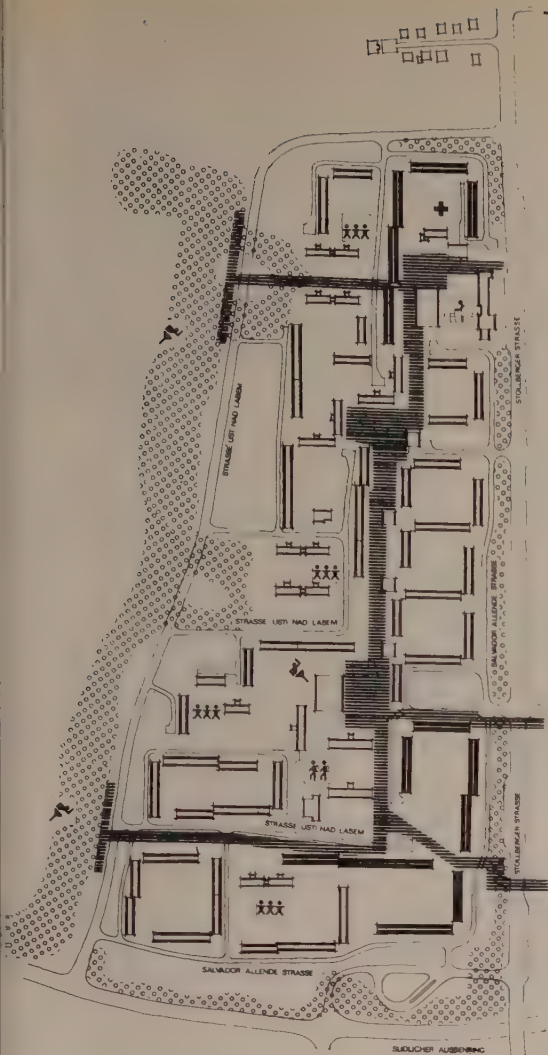 STOLLBERGER STRASSE
STRASSE USTI NAD LABEM
SALVADOR ALLENDE STRASSE
STRASSE USTI NAD LABEM
STRASSE USTI NAD LABEM
STOLLBERGER STRASSE
SALVADOR ALLENDE STRASSE
SUDLICHER AUSSENRING